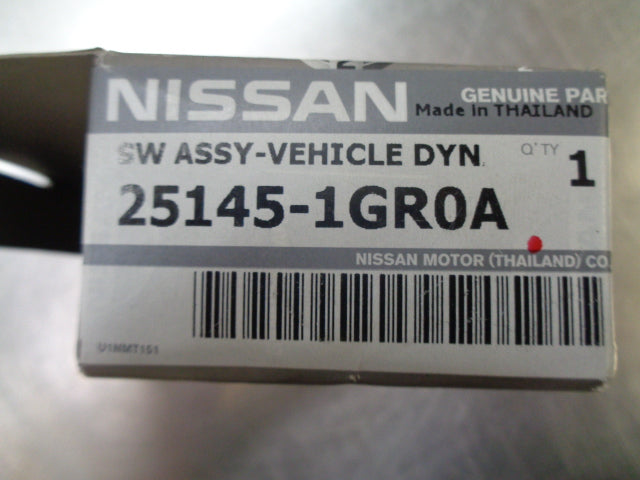 NISSAN
GENUINE PAR
Made in THAILAND
SW ASSY-VEHICLE DYN.
Q'TY 1
25145-1GR0A
NISSAN MOTOR (THAILAND) CO
U1NMT151